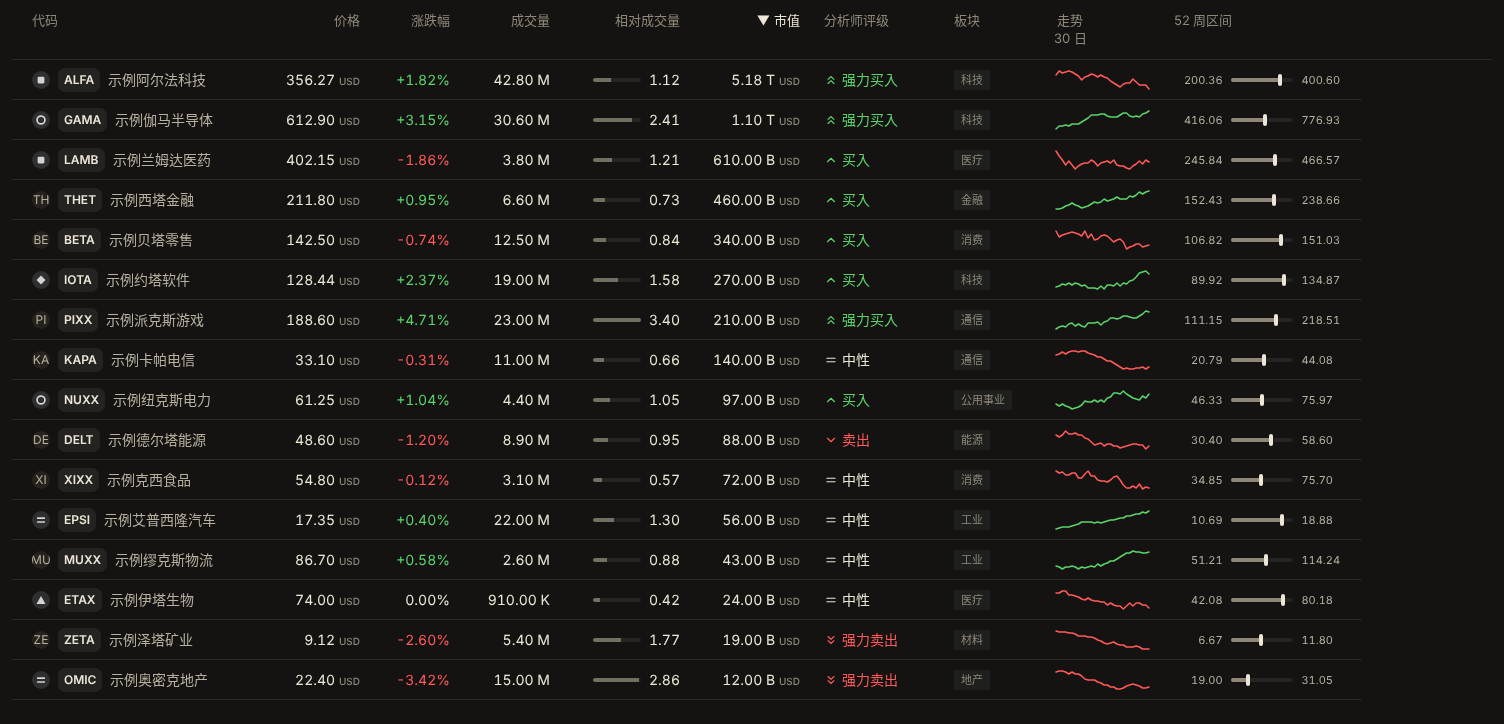 代码 价格 涨跌幅 成交量 相对成交量 ▼ 市值 分析师评级 板块 走势 52 周区间
30 日
ALFA 示例阿尔法科技 356.27 USD +1.82% 42.80 M 1.12 5.18 T USD 强力买入 科技 200.36 400.60
GAMA 示例伽马半导体 612.90 USD +3.15% 30.60 M 2.41 1.10 T USD 强力买入 科技 416.06 776.93
LAMB 示例兰姆达医药 402.15 USD -1.86% 3.80 M 1.21 610.00 B USD 买入 医疗 245.84 466.57
TH THET 示例西塔金融 211.80 USD +0.95% 6.60 M 0.73 460.00 B USD 买入 金融 152.43 238.66
BE BETA 示例贝塔零售 142.50 USD -0.74% 12.50 M 0.84 340.00 B USD 买入 消费 106.82 151.03
IOTA 示例约塔软件 128.44 USD +2.37% 19.00 M 1.58 270.00 B USD 买入 科技 89.92 134.87
PI PIXX 示例派克斯游戏 188.60 USD +4.71% 23.00 M 3.40 210.00 B USD 强力买入 通信 111.15 218.51
KA KAPA 示例卡帕电信 33.10 USD -0.31% 11.00 M 0.66 140.00 B USD 中性 通信 20.79 44.08
NUXX 示例纽克斯电力 61.25 USD +1.04% 4.40 M 1.05 97.00 B USD 买入 公用事业 46.33 75.97
DE DELT 示例德尔塔能源 48.60 USD -1.20% 8.90 M 0.95 88.00 B USD 卖出 能源 30.40 58.60
XI XIXX 示例克西食品 54.80 USD -0.12% 3.10 M 0.57 72.00 B USD 中性 消费 34.85 75.70
EPSI 示例艾普西隆汽车 17.35 USD +0.40% 22.00 M 1.30 56.00 B USD 中性 工业 10.69 18.88
MU MUXX 示例缪克斯物流 86.70 USD +0.58% 2.60 M 0.88 43.00 B USD 中性 工业 51.21 114.24
ETAX 示例伊塔生物 74.00 USD 0.00% 910.00 K 0.42 24.00 B USD 中性 医疗 42.08 80.18
ZE ZETA 示例泽塔矿业 9.12 USD -2.60% 5.40 M 1.77 19.00 B USD 强力卖出 材料 6.67 11.80
OMIC 示例奥密克地产 22.40 USD -3.42% 15.00 M 2.86 12.00 B USD 强力卖出 地产 19.00 31.05